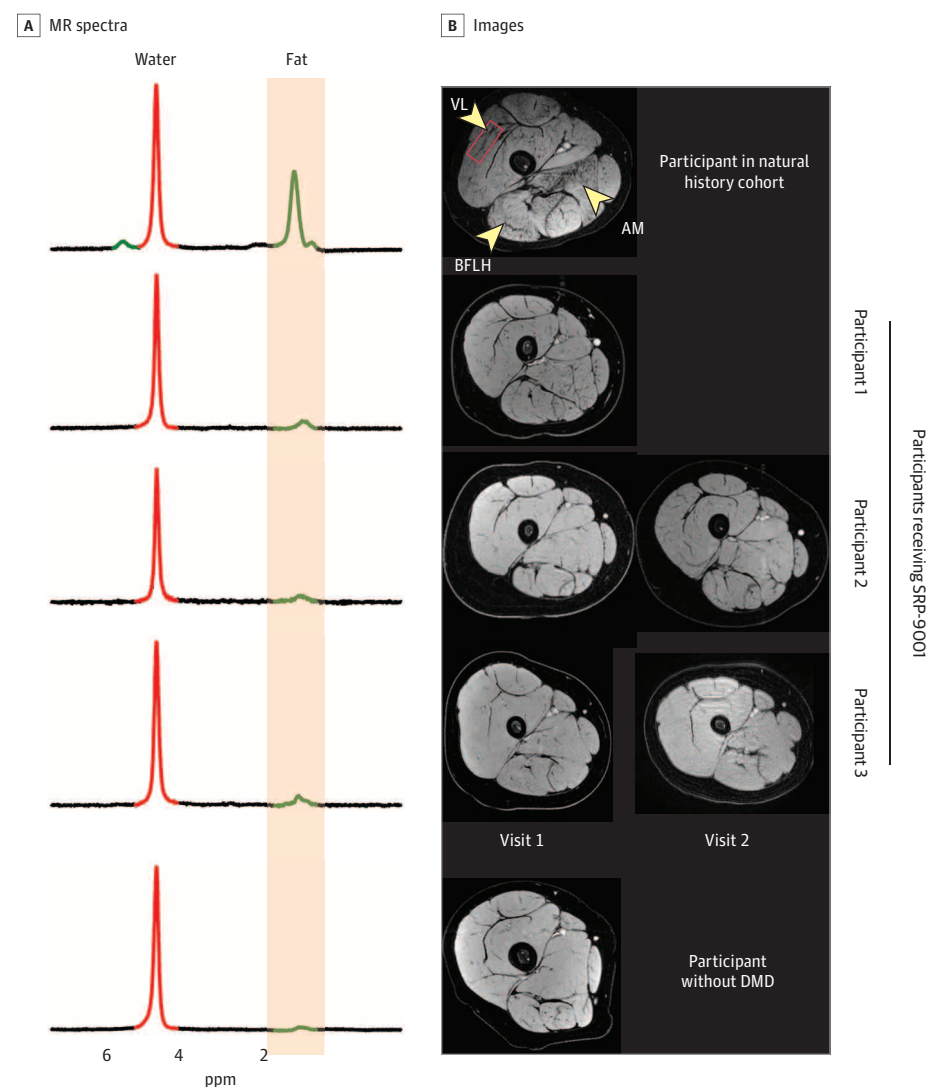 A MR spectra
Water
Fat
6
4
2
ppm
B Images
VL
AM
BFLH
Participant in natural
history cohort
Participant 1
Participant 2
Participant 3
Participants receiving SRP-9001
Visit 1
Visit 2
Participant
without DMD